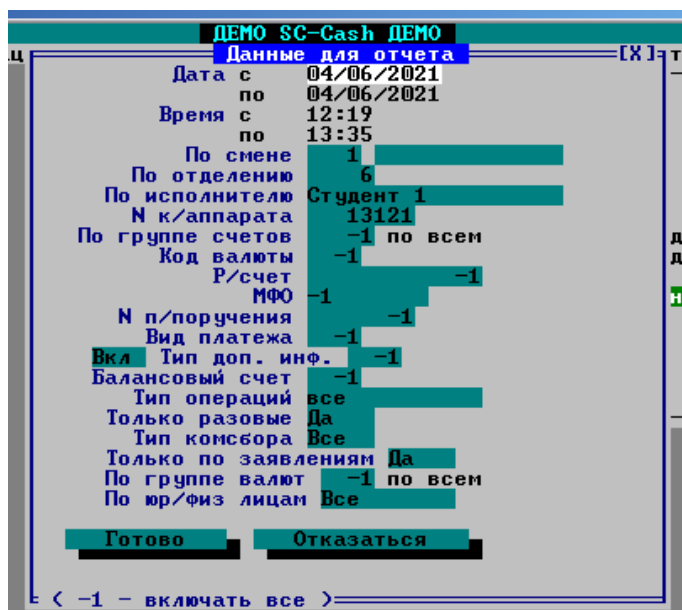 ДЕМО SC-Cash ДЕМО
Данные для отчета [X]
Дата с 04/06/2021
по 04/06/2021
Время с 12:19
по 13:35
По смене 1
По отделению 6
По исполнителю Студент 1
N к/аппарата 13121
По группе счетов -1 по всем
Код валюты -1
Р/счет -1
МФО -1
N п/поручения -1
Вид платежа -1
Вкл Тип доп. инф. -1
Балансовый счет -1
Тип операций все
Только разовые Да
Тип комсбора Все
Только по заявлениям Да
По группе валют -1 по всем
По юр/физ лицам Все
Готово Отказаться
( -1 - включать все )